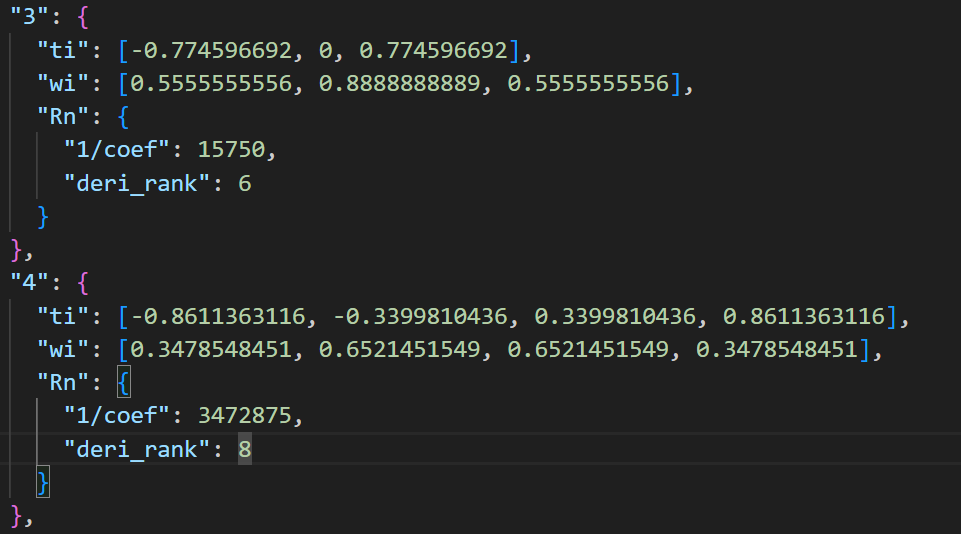 "3": {
"ti": [-0.774596692, 0, 0.774596692],
"wi": [0.5555555556, 0.8888888889, 0.5555555556],
"Rn": {
"1/coef": 15750,
"deri_rank": 6
}
},
"4": {
"ti": [-0.8611363116, -0.3399810436, 0.3399810436, 0.8611363116],
"wi": [0.3478548451, 0.6521451549, 0.6521451549, 0.3478548451],
"Rn": {
"1/coef": 3472875,
"deri_rank": 8
}
},